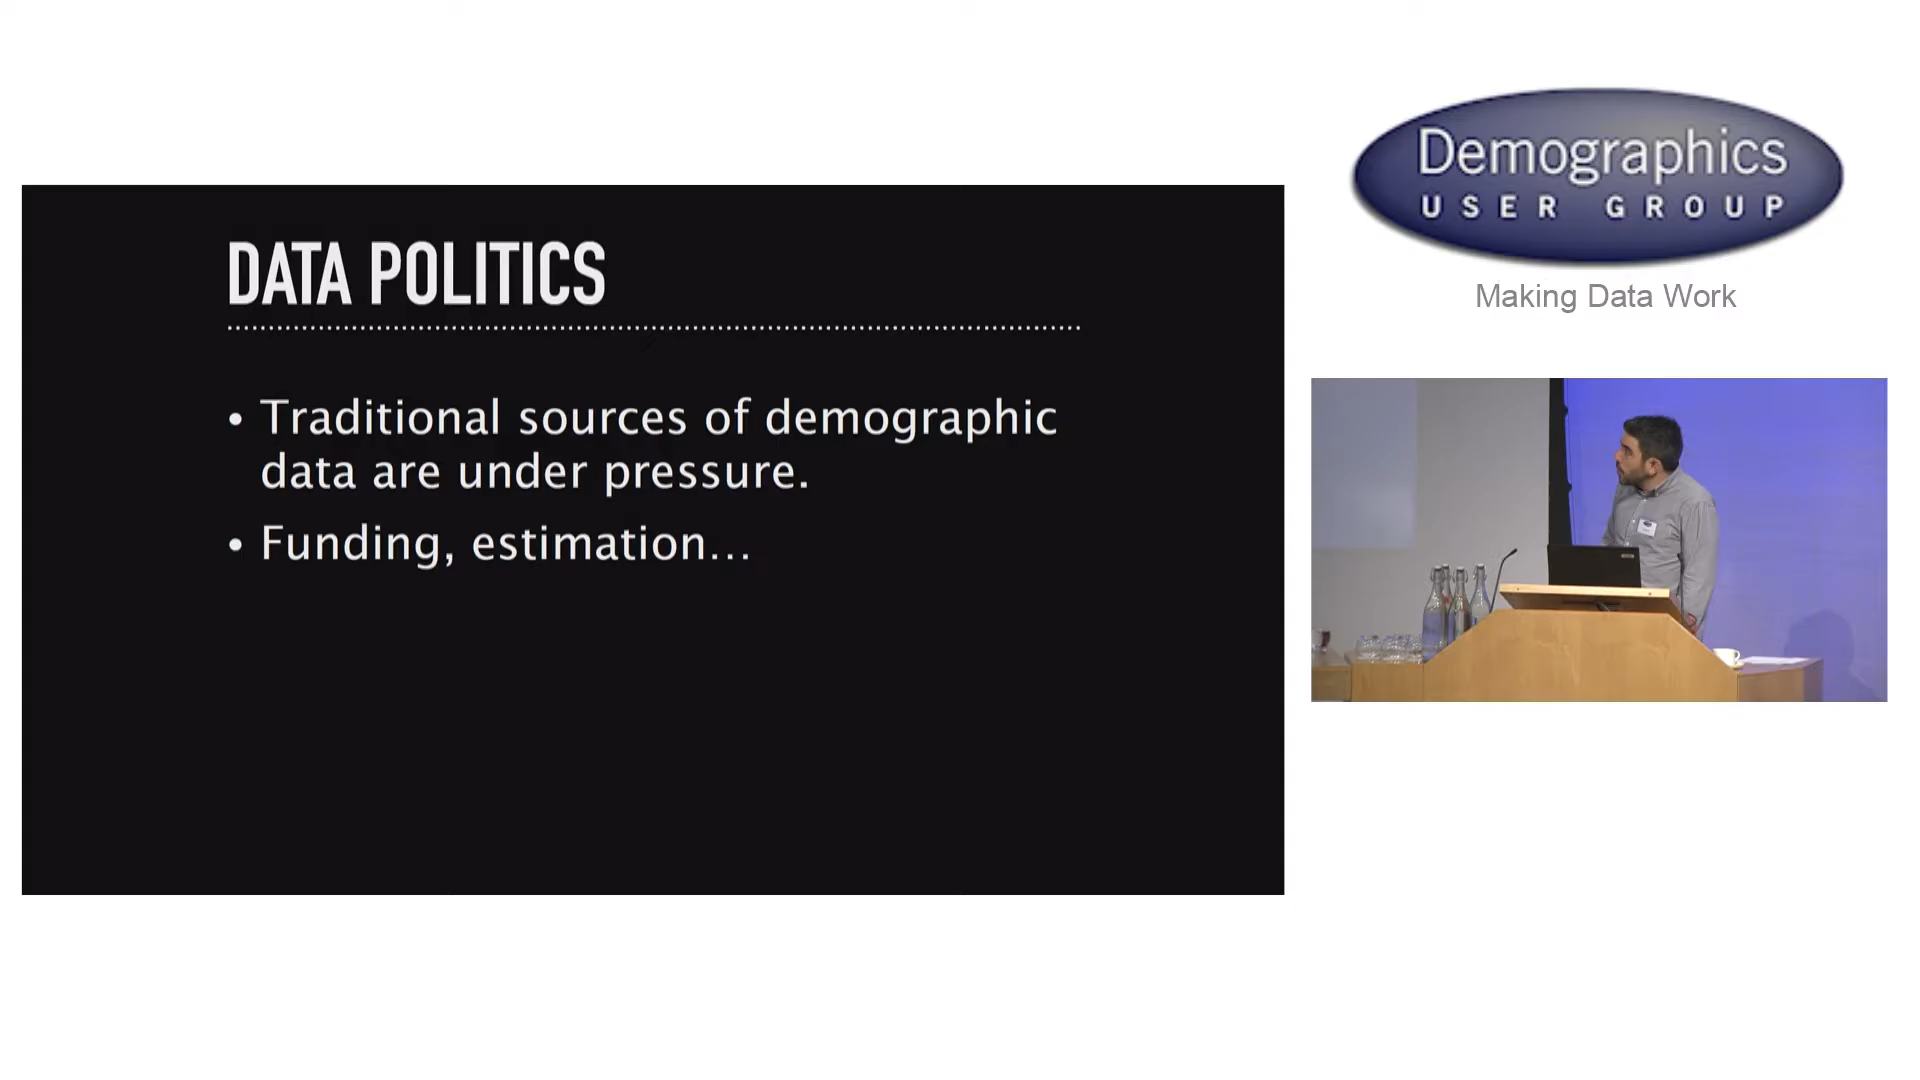 DATA POLITICS
• Traditional sources of demographic
data are under pressure.
• Funding, estimation…
Demographics
USER GROUP
Making Data Work